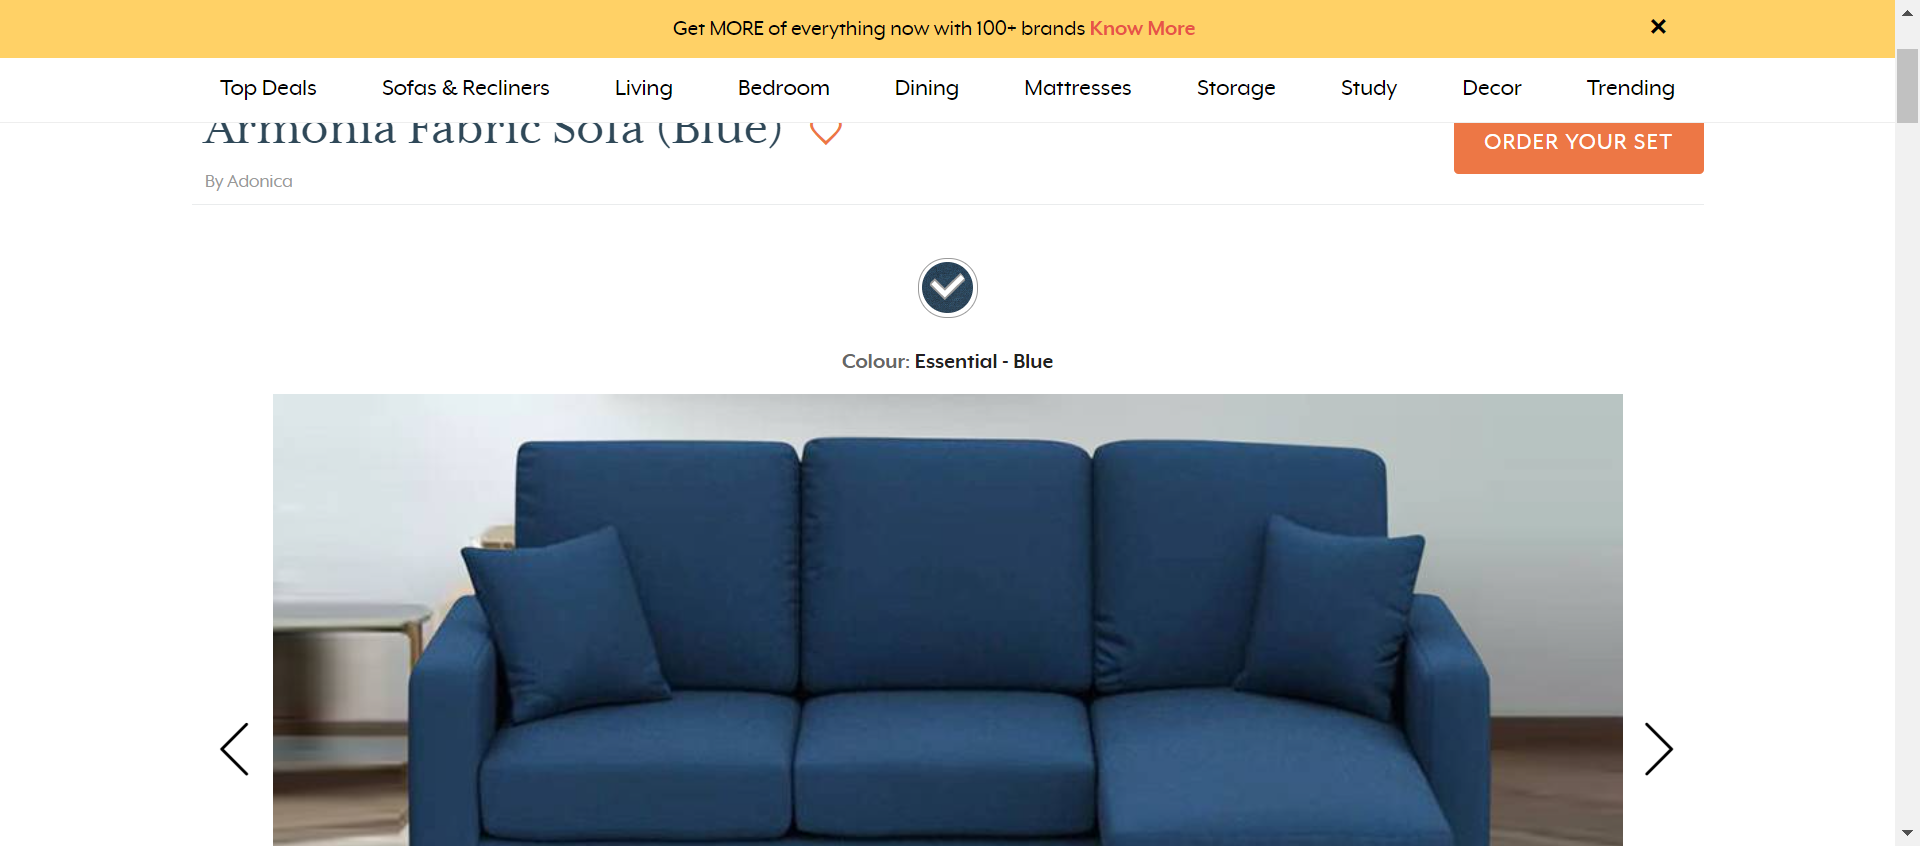 Get MORE of everything now with 100+ brands Know More
Top Deals Sofas & Recliners Living Bedroom Dining Mattresses Storage Study Decor Trending
Armonia Fabric Sofa (Blue)
ORDER YOUR SET
By Adonica
Colour: Essential - Blue